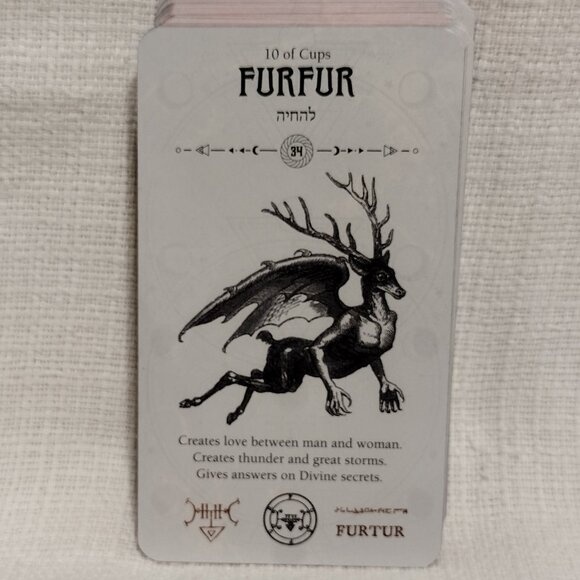 10 of Cups
FURFUR
להחיה
34
Creates love between man and woman.
Creates thunder and great storms.
Gives answers on Divine secrets.
FURTUR